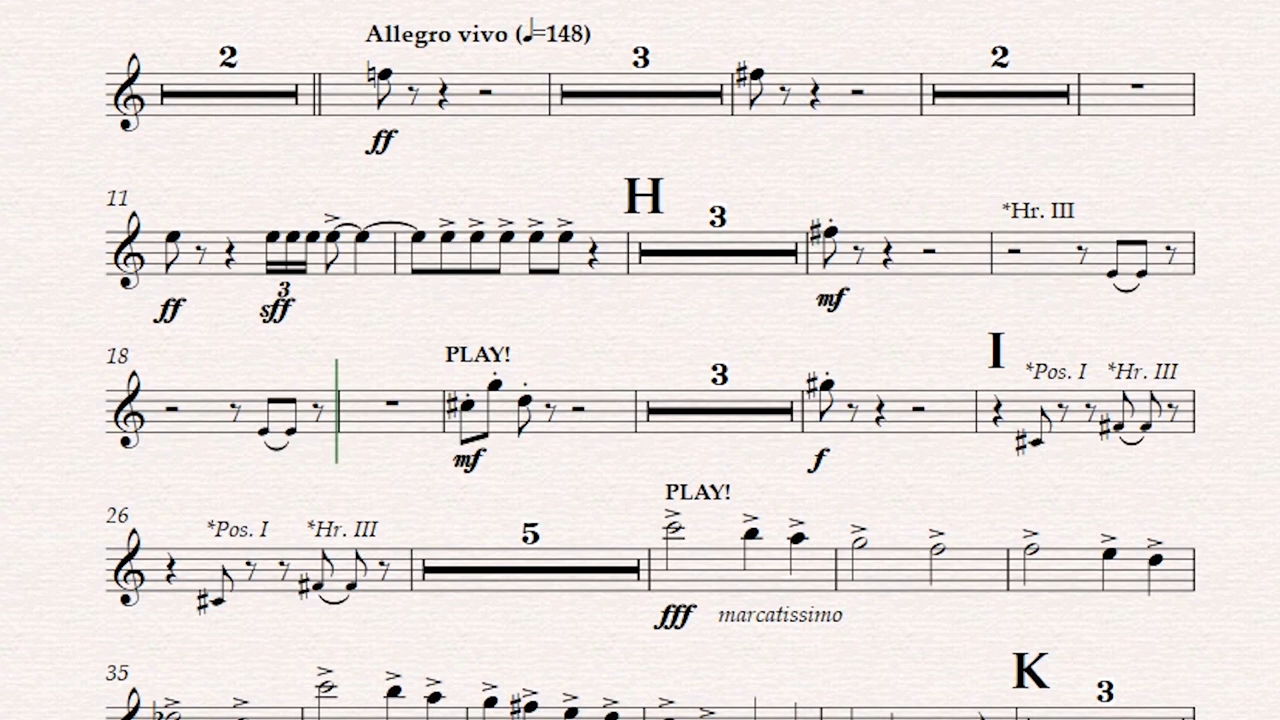 Allegro vivo (♩=148)
2 3 2
ff
11 H 3 *Hr. III
3
ff sff mf
18 PLAY! 3 I *Pos. I *Hr. III
mf f
26 *Pos. I *Hr. III 5 PLAY!
fff marcatissimo
35 K 3